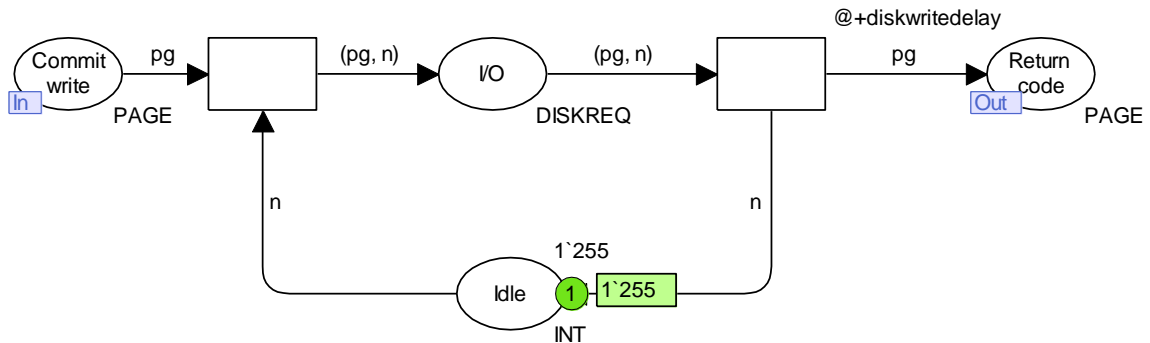 @+diskwritedelay
Commit
write
In
PAGE
pg
(pg, n)
I/O
DISKREQ
(pg, n)
pg
Return
code
Out
PAGE
n
n
1`255
Idle
1
1`255
INT